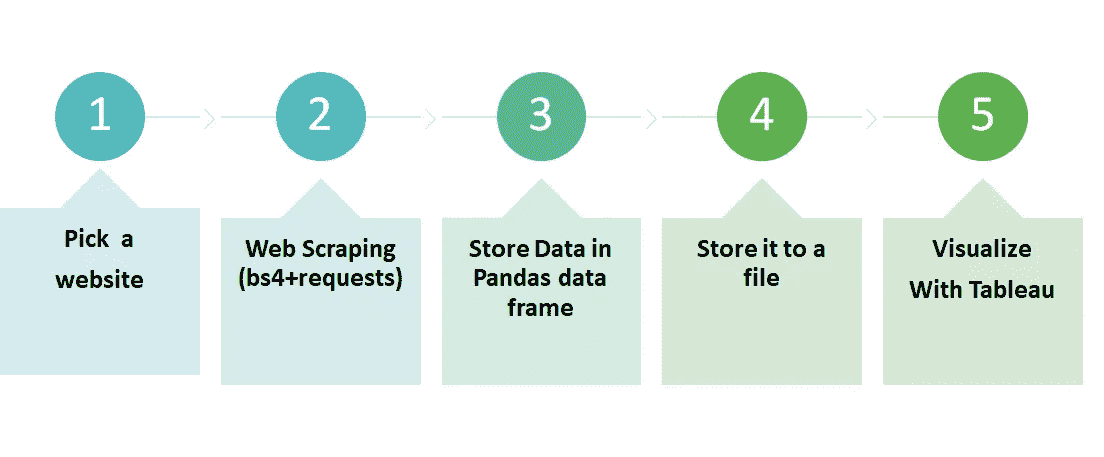 1
2
3
4
5
Pick a
website
Web Scraping
(bs4+requests)
Store Data in
Pandas data
frame
Store it to a
file
Visualize
With Tableau